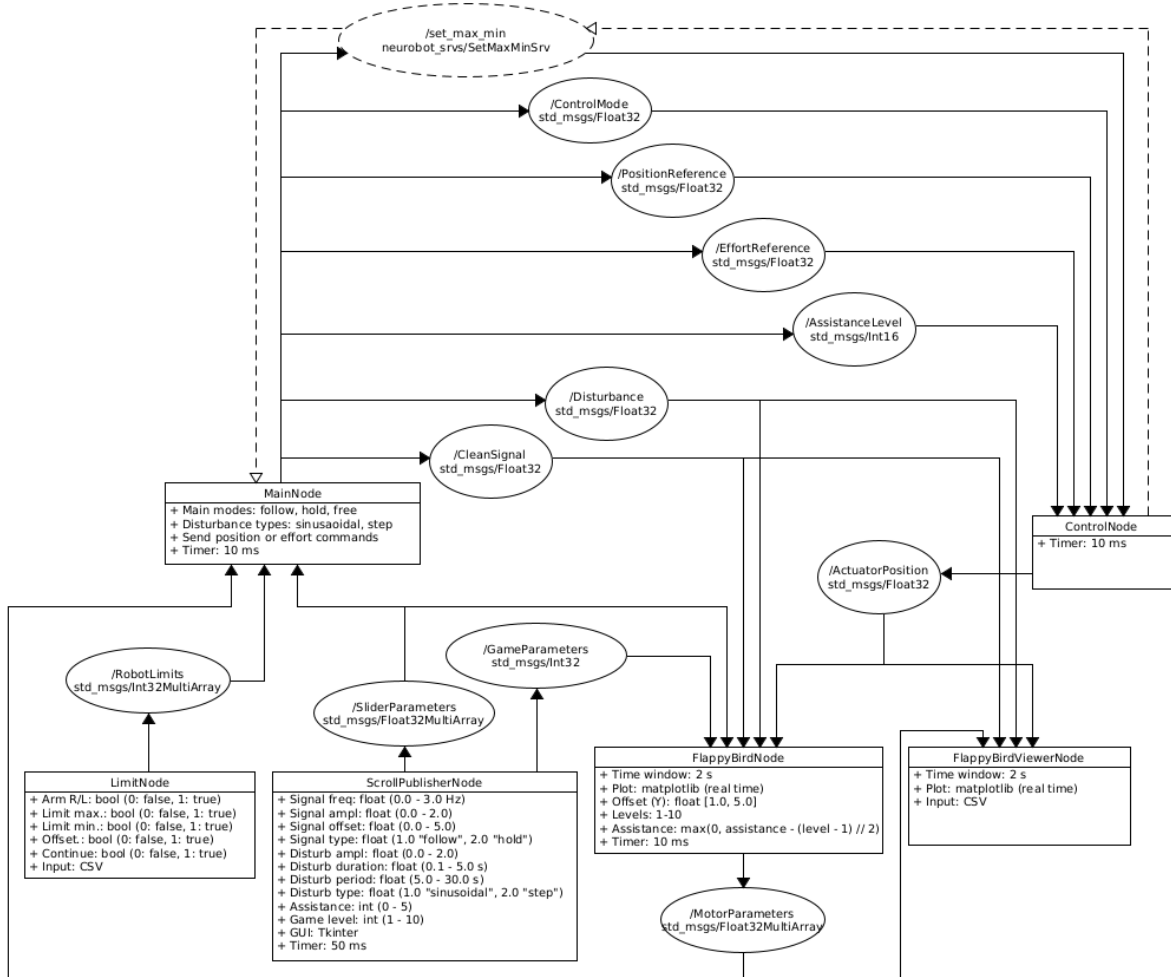 /set_max_min
neurobot_srvs/SetMaxMinSrv
/ControlMode
std_msgs/Float32
/PositionReference
std_msgs/Float32
/EffortReference
std_msgs/Float32
/AssistanceLevel
std_msgs/Int16
/Disturbance
std_msgs/Float32
/CleanSignal
std_msgs/Float32
MainNode
+ Main modes: follow, hold, free
+ Disturbance types: sinusaoidal, step
+ Send position or effort commands
+ Timer: 10 ms
ControlNode
+ Timer: 10 ms
/ActuatorPosition
std_msgs/Float32
/RobotLimits
std_msgs/Int32MultiArray
/SliderParameters
std_msgs/Float32MultiArray
/GameParameters
std_msgs/Int32
LimitNode
+ Arm R/L: bool (0: false, 1: true)
+ Limit max.: bool (0: false, 1: true)
+ Limit min.: bool (0: false, 1: true)
+ Offset.: bool (0: false, 1: true)
+ Continue: bool (0: false, 1: true)
+ Input: CSV
ScrollPublisherNode
+ Signal freq: float (0.0 - 3.0 Hz)
+ Signal ampl: float (0.0 - 2.0)
+ Signal offset: float (0.0 - 5.0)
+ Signal type: float (1.0 "follow", 2.0 "hold")
+ Disturb ampl: float (0.0 - 2.0)
+ Disturb duration: float (0.1 - 5.0 s)
+ Disturb period: float (5.0 - 30.0 s)
+ Disturb type: float (1.0 "sinusoidal", 2.0 "step")
+ Assistance: int (0 - 5)
+ Game level: int (1 - 10)
+ GUI: Tkinter
+ Timer: 50 ms
FlappyBirdNode
+ Time window: 2 s
+ Plot: matplotlib (real time)
+ Offset (Y): float [1.0, 5.0]
+ Levels: 1-10
+ Assistance: max(0, assistance - (level - 1) // 2)
+ Timer: 10 ms
FlappyBirdViewerNode
+ Time window: 2 s
+ Plot: matplotlib (real time)
+ Input: CSV
/MotorParameters
std_msgs/Float32MultiArray